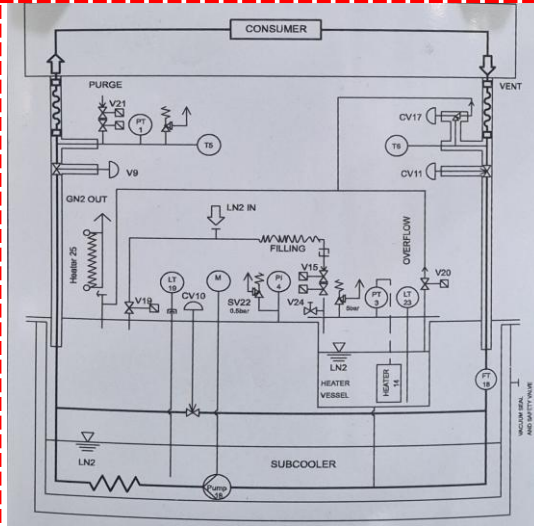 CONSUMER
PURGE
VENT
V21
PT
1
T5
CV17
T6
V9
CV11
GN2 OUT
LN2 IN
Heater 25
FILLING
OVERFLOW
V15
V20
LT
19
M
PI
4
CV10
V19
SV22
0.5bar
V24
5bar
PT
3
LT
23
LN2
HEATER
VESSEL
HEATER
14
FT
18
VACUUM SEAL
AND SAFETY VALVE
LN2
SUBCOOLER
Pump